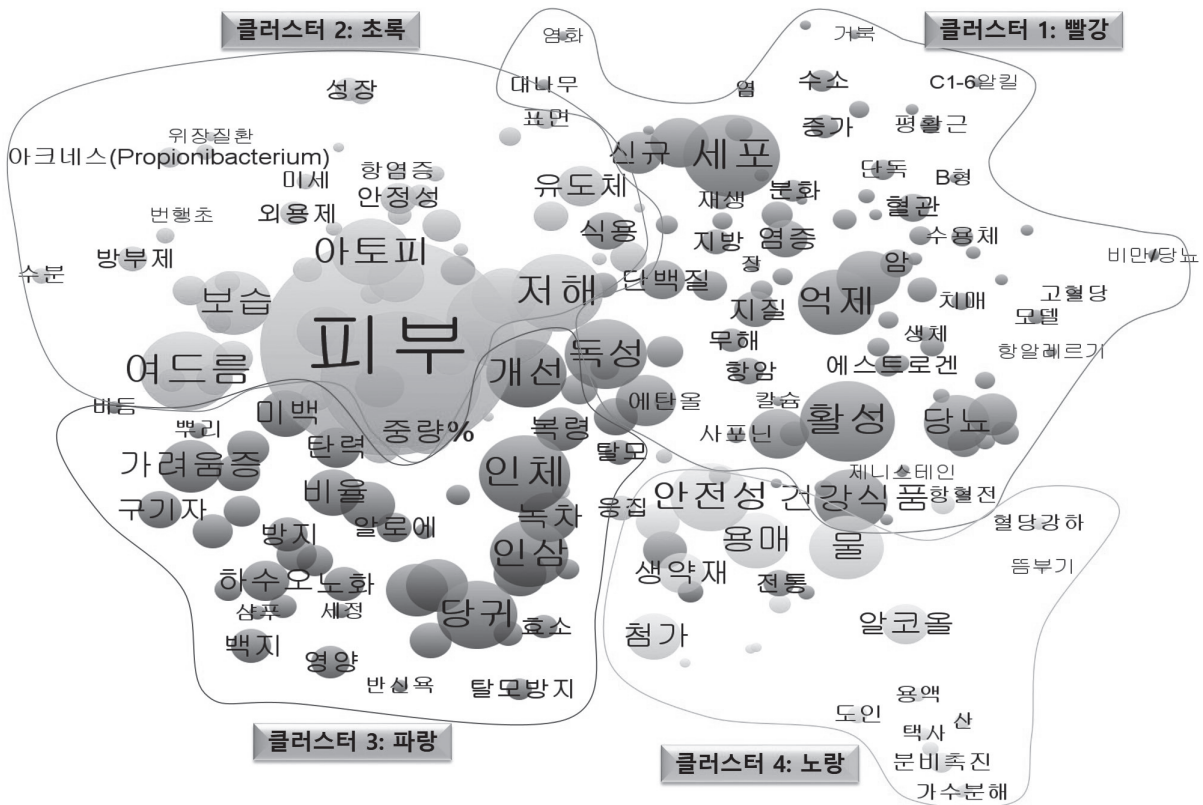 클러스터 2: 초록
클러스터 1: 빨강
염화
거북
성장
대나무
열
수소
C1-6알킬
표면
위장질환
증가
평활근
아크네스(Propionibacterium)
신규
세포
항염증
단독
B형
미세
안정성
유도체
분화
재생
번행초
외용제
혈관
식용
지방
염증
수용체
방부제
아토피
장
암
비만/당뇨
수분
보습
저해
단백질
지질
억제
치매
고혈당
모델
피부
무해
생체
독성
항알레르기
여드름
개선
항암
에스트로겐
비듬
미백
에탄올
칼슘
뿌리
중량%
복령
사포닌
활성
당뇨
탄력
탈모
가려움증
인체
제니스테인
비율
안전성
건강식품
항혈전
구기자
알로에
녹차
응집
혈당강하
방지
용매
물
인삼
뜸부기
하수오
노화
생약재
전통
샴푸
세정
당귀
효소
첨가
알코올
백지
영양
반신욕
탈모방지
용액
도인
산
택사
클러스터 3: 파랑
클러스터 4: 노랑
분비촉진
가수분해